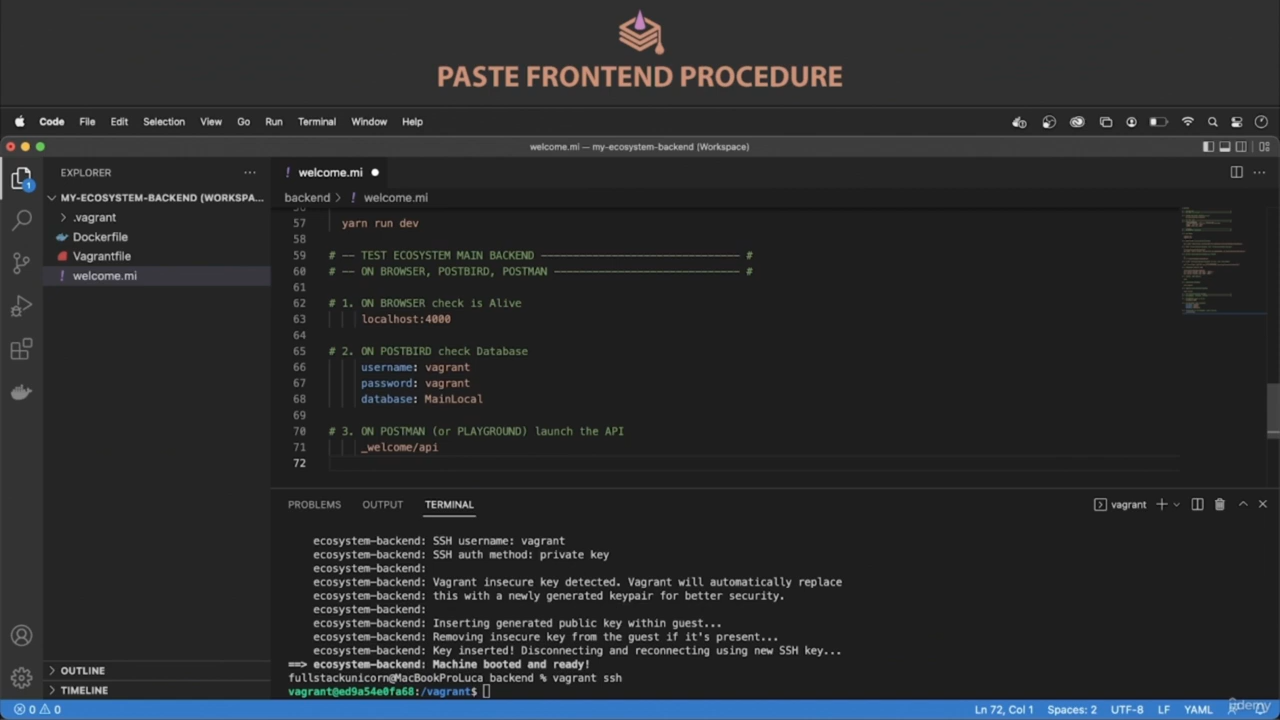 PASTE FRONTEND PROCEDURE
Code File Edit Selection View Go Run Terminal Window Help
welcome.mi — my-ecosystem-backend (Workspace)
EXPLORER
MY-ECOSYSTEM-BACKEND (WORKSPA...
.vagrant
Dockerfile
Vagrantfile
welcome.mi
OUTLINE
TIMELINE
! welcome.mi
backend > ! welcome.mi
57 yarn run dev
58
59 # -- TEST ECOSYSTEM MAIN BACKEND ------------------------------ #
60 # -- ON BROWSER, POSTBIRD, POSTMAN ---------------------------- #
61
62 # 1. ON BROWSER check is Alive
63 localhost:4000
64
65 # 2. ON POSTBIRD check Database
66 username: vagrant
67 password: vagrant
68 database: MainLocal
69
70 # 3. ON POSTMAN (or PLAYGROUND) launch the API
71 _welcome/api
72
PROBLEMS OUTPUT TERMINAL
vagrant
ecosystem-backend: SSH username: vagrant
ecosystem-backend: SSH auth method: private key
ecosystem-backend:
ecosystem-backend: Vagrant insecure key detected. Vagrant will automatically replace
ecosystem-backend: this with a newly generated keypair for better security.
ecosystem-backend:
ecosystem-backend: Inserting generated public key within guest...
ecosystem-backend: Removing insecure key from the guest if it's present...
ecosystem-backend: Key inserted! Disconnecting and reconnecting using new SSH key...
==> ecosystem-backend: Machine booted and ready!
fullstackunicorn@MacBookProLuca backend % vagrant ssh
vagrant@ed9a54e0fa68:/vagrant$
0 0 Ln 72, Col 1 Spaces: 2 UTF-8 LF YAML
udemy